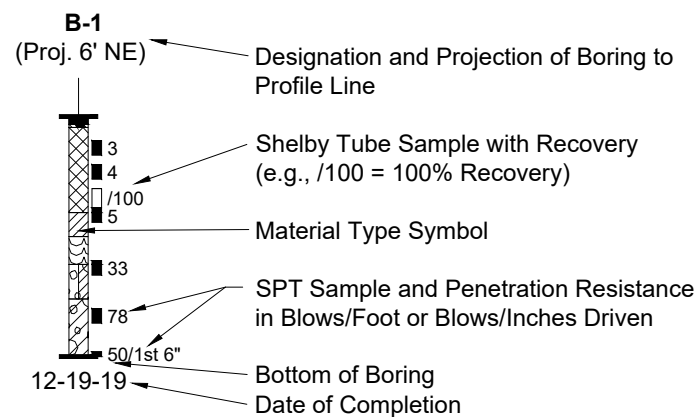 B-1
(Proj. 6' NE)
Designation and Projection of Boring to
Profile Line
3
4
/100
5
33
78
50/1st 6"
Shelby Tube Sample with Recovery
(e.g., /100 = 100% Recovery)
Material Type Symbol
SPT Sample and Penetration Resistance
in Blows/Foot or Blows/Inches Driven
Bottom of Boring
12-19-19
Date of Completion